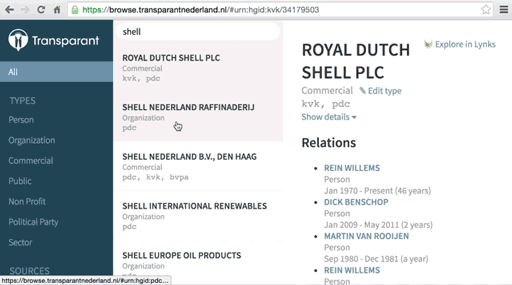 https://browse.transparantnederland.nl/#urn:hgid:kvk/34179503
Transparant
All
TYPES
Person
Organization
Commercial
Public
Non Profit
Political Party
Sector
SOURCES
shell
ROYAL DUTCH SHELL PLC
Commercial
kvk, pdc
SHELL NEDERLAND RAFFINADERIJ
Organization
pdc
SHELL NEDERLAND B.V., DEN HAAG
Commercial
pdc, kvk, bvpa
SHELL INTERNATIONAL RENEWABLES
Organization
pdc
SHELL EUROPE OIL PRODUCTS
ROYAL DUTCH
SHELL PLC
Explore in Lynks
Commercial Edit type
kvk, pdc
Show details
Relations
REIN WILLEMS
Person
Jan 1970 - Present (46 years)
DICK BENSCHOP
Person
Jan 2009 - May 2011 (2 years)
MARTIN VAN ROOIJEN
Person
Sep 1980 - Dec 1981 (a year)
REIN WILLEMS
Person
https://browse.transparantnederland.nl/#urn:hgid:pdc...